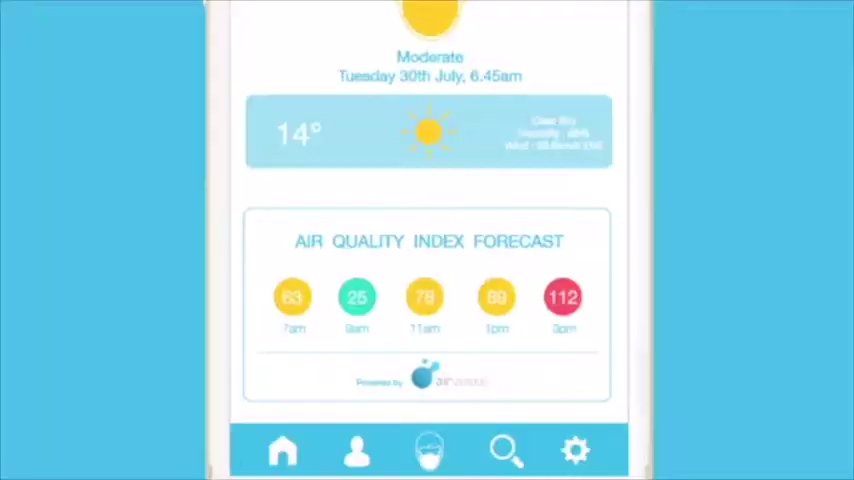 Moderate
Tuesday 30th July, 6.45am
14°
AIR QUALITY INDEX FORECAST
63 25 78 89 112
7am 9am 11am 1pm 3pm
Powered by
air